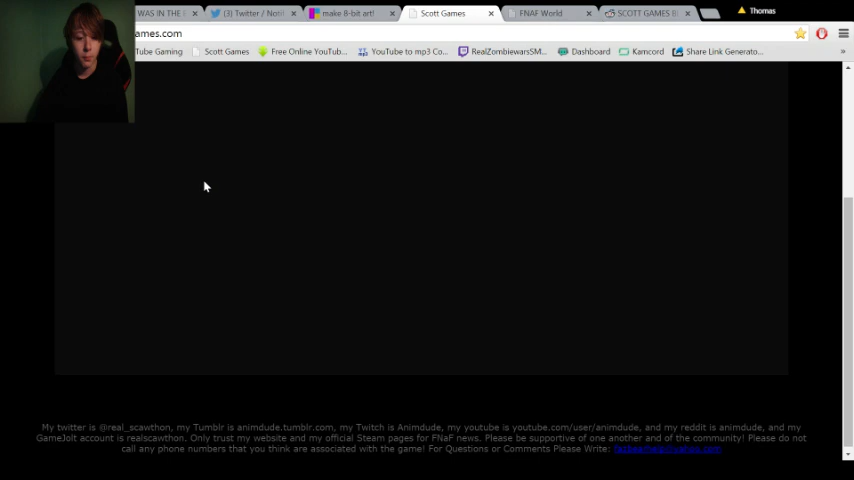 WAS IN THE
(3) Twitter / Notifi
make 8-bit art!
Scott Games
FNAF World
SCOTT GAMES
Thomas
ames.com
Tube Gaming
Scott Games
Free Online YouTub...
YouTube to mp3 Co...
RealZombiewarsSM...
Dashboard
Kamcord
Share Link Generato...
My twitter is @real_scawthon, my Tumblr is animdude.tumblr.com, my Twitch is Animdude, my youtube is youtube.com/user/animdude, and my reddit is animdude, and my
GameJolt account is realscawthon. Only trust my website and my official Steam pages for FNaF news. Please be supportive of one another and of the community! Please do not
call any phone numbers that you think are associated with the game! For Questions or Comments Please Write: